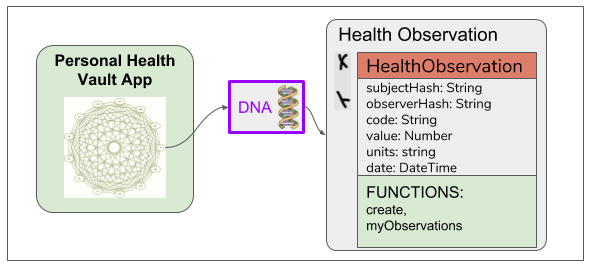 Personal Health
Vault App
DNA
Health Observation
HealthObservation
subjectHash: String
observerHash: String
code: String
value: Number
units: string
date: DateTime
FUNCTIONS:
create,
myObservations